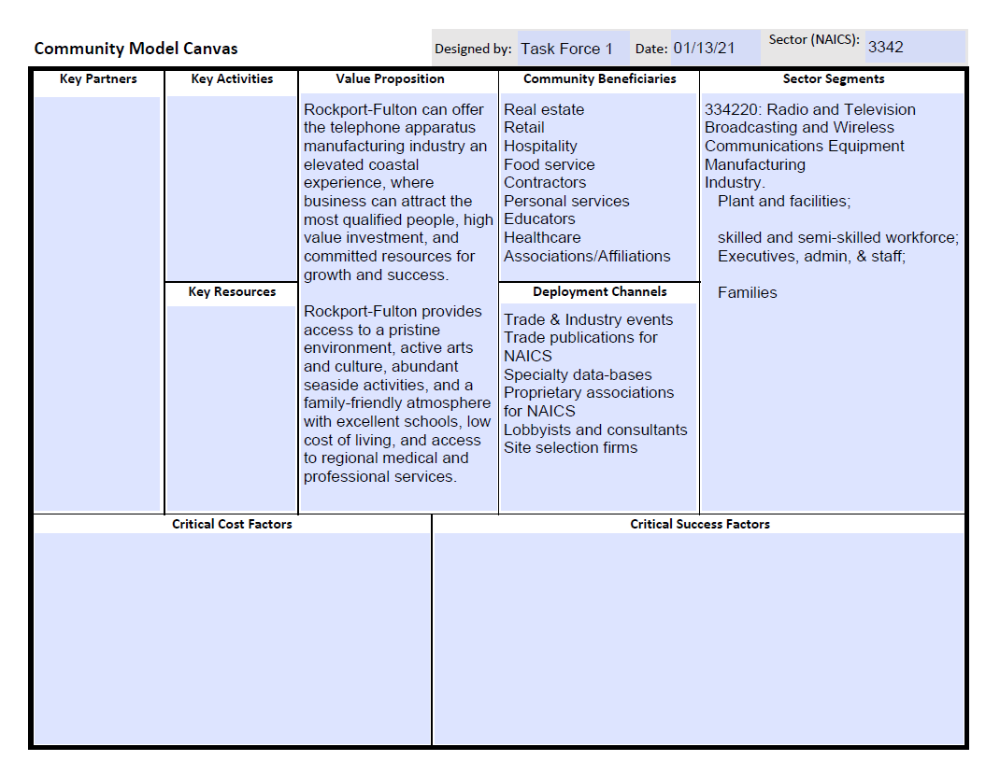 Community Model Canvas
Designed by: Task Force 1 Date: 01/13/21 Sector (NAICS): 3342
Key Partners
Key Activities
Key Resources
Value Proposition
Rockport-Fulton can offer
the telephone apparatus
manufacturing industry an
elevated coastal
experience, where
business can attract the
most qualified people, high
value investment, and
committed resources for
growth and success.
Rockport-Fulton provides
access to a pristine
environment, active arts
and culture, abundant
seaside activities, and a
family-friendly atmosphere
with excellent schools, low
cost of living, and access
to regional medical and
professional services.
Community Beneficiaries
Real estate
Retail
Hospitality
Food service
Contractors
Personal services
Educators
Healthcare
Associations/Affiliations
Deployment Channels
Trade & Industry events
Trade publications for
NAICS
Specialty data-bases
Proprietary associations
for NAICS
Lobbyists and consultants
Site selection firms
Sector Segments
334220: Radio and Television
Broadcasting and Wireless
Communications Equipment
Manufacturing
Industry.
Plant and facilities;
skilled and semi-skilled workforce;
Executives, admin, & staff;
Families
Critical Cost Factors
Critical Success Factors